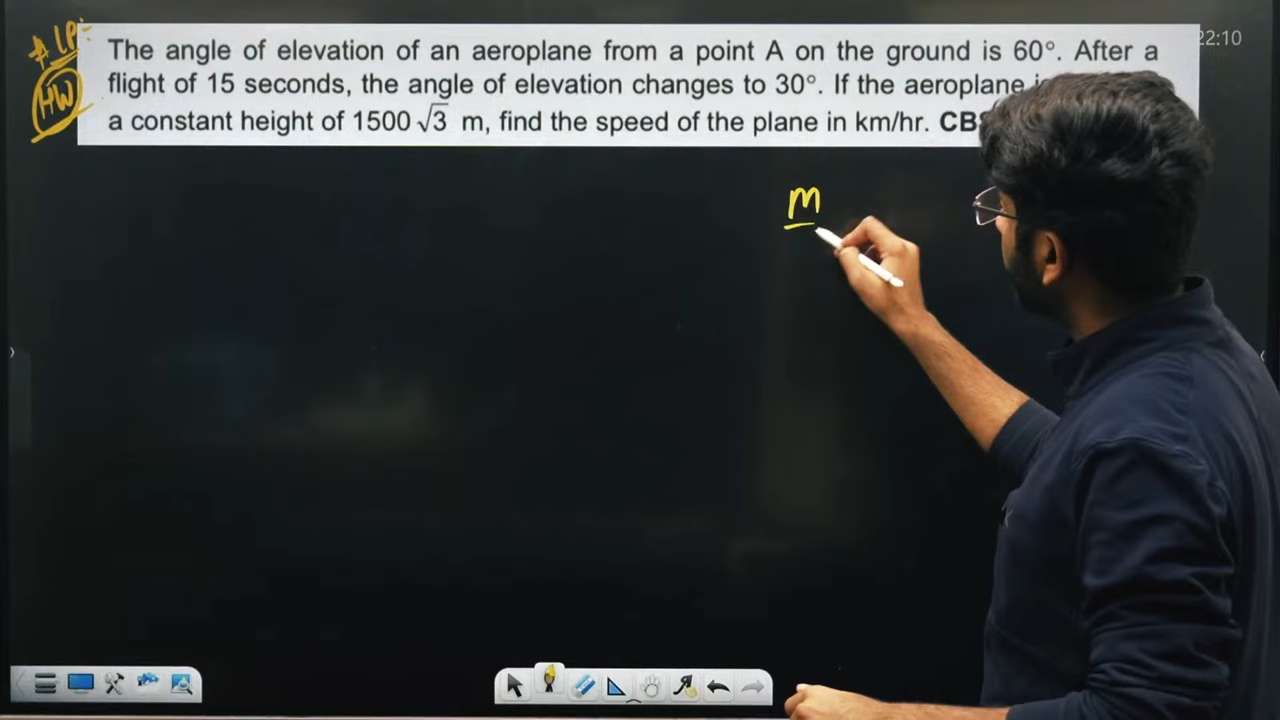 ALP:-
HW
22:10
The angle of elevation of an aeroplane from a point A on the ground is 60°. After a
flight of 15 seconds, the angle of elevation changes to 30°. If the aeroplane
a constant height of 1500√3 m, find the speed of the plane in km/hr.
m